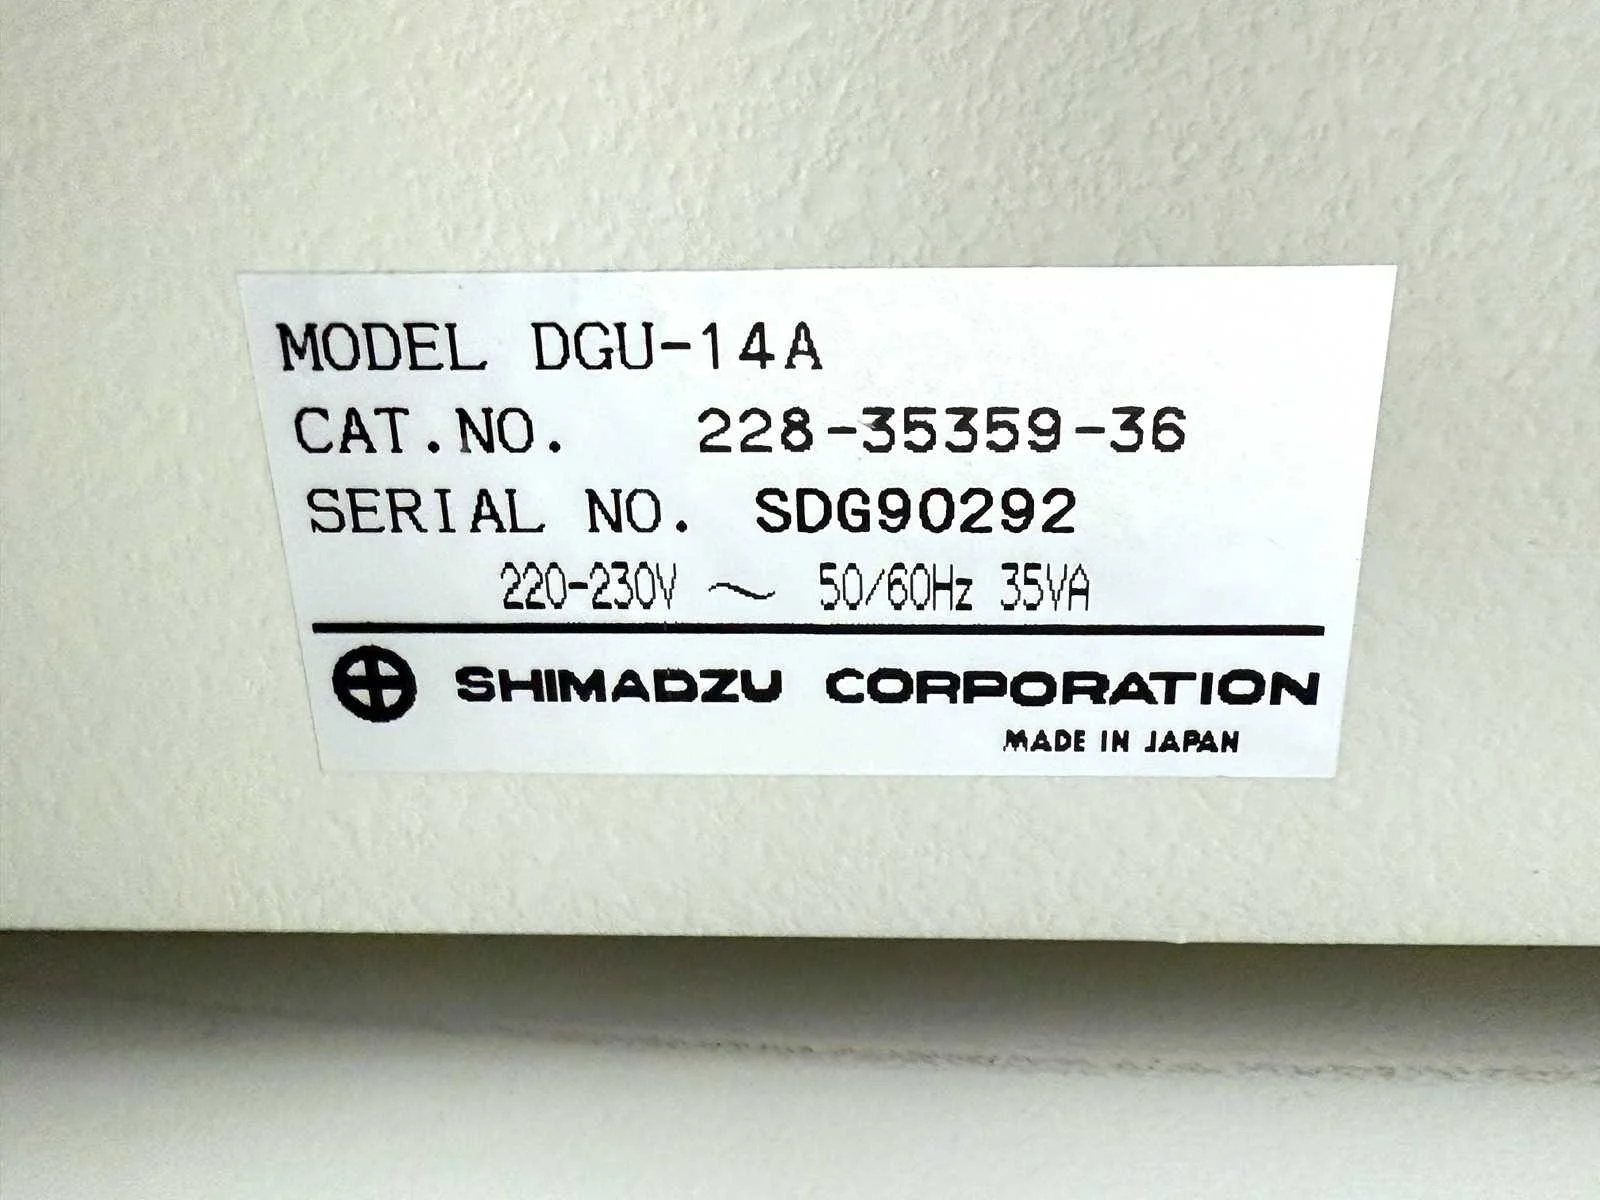 MODEL DGU-14A
CAT.NO. 228-35359-36
SERIAL NO. SDG90292
220-230V ～ 50/60Hz 35VA
SHIMADZU CORPORATION
MADE IN JAPAN